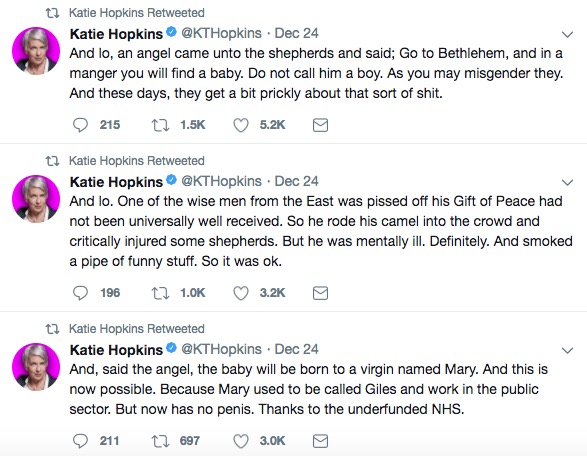 Katie Hopkins Retweeted
Katie Hopkins @KTHopkins · Dec 24
And lo, an angel came unto the shepherds and said; Go to Bethlehem, and in a
manger you will find a baby. Do not call him a boy. As you may misgender they.
And these days, they get a bit prickly about that sort of shit.
215 1.5K 5.2K
Katie Hopkins Retweeted
Katie Hopkins @KTHopkins · Dec 24
And lo. One of the wise men from the East was pissed off his Gift of Peace had
not been universally well received. So he rode his camel into the crowd and
critically injured some shepherds. But he was mentally ill. Definitely. And smoked
a pipe of funny stuff. So it was ok.
196 1.0K 3.2K
Katie Hopkins Retweeted
Katie Hopkins @KTHopkins · Dec 24
And, said the angel, the baby will be born to a virgin named Mary. And this is
now possible. Because Mary used to be called Giles and work in the public
sector. But now has no penis. Thanks to the underfunded NHS.
211 697 3.0K